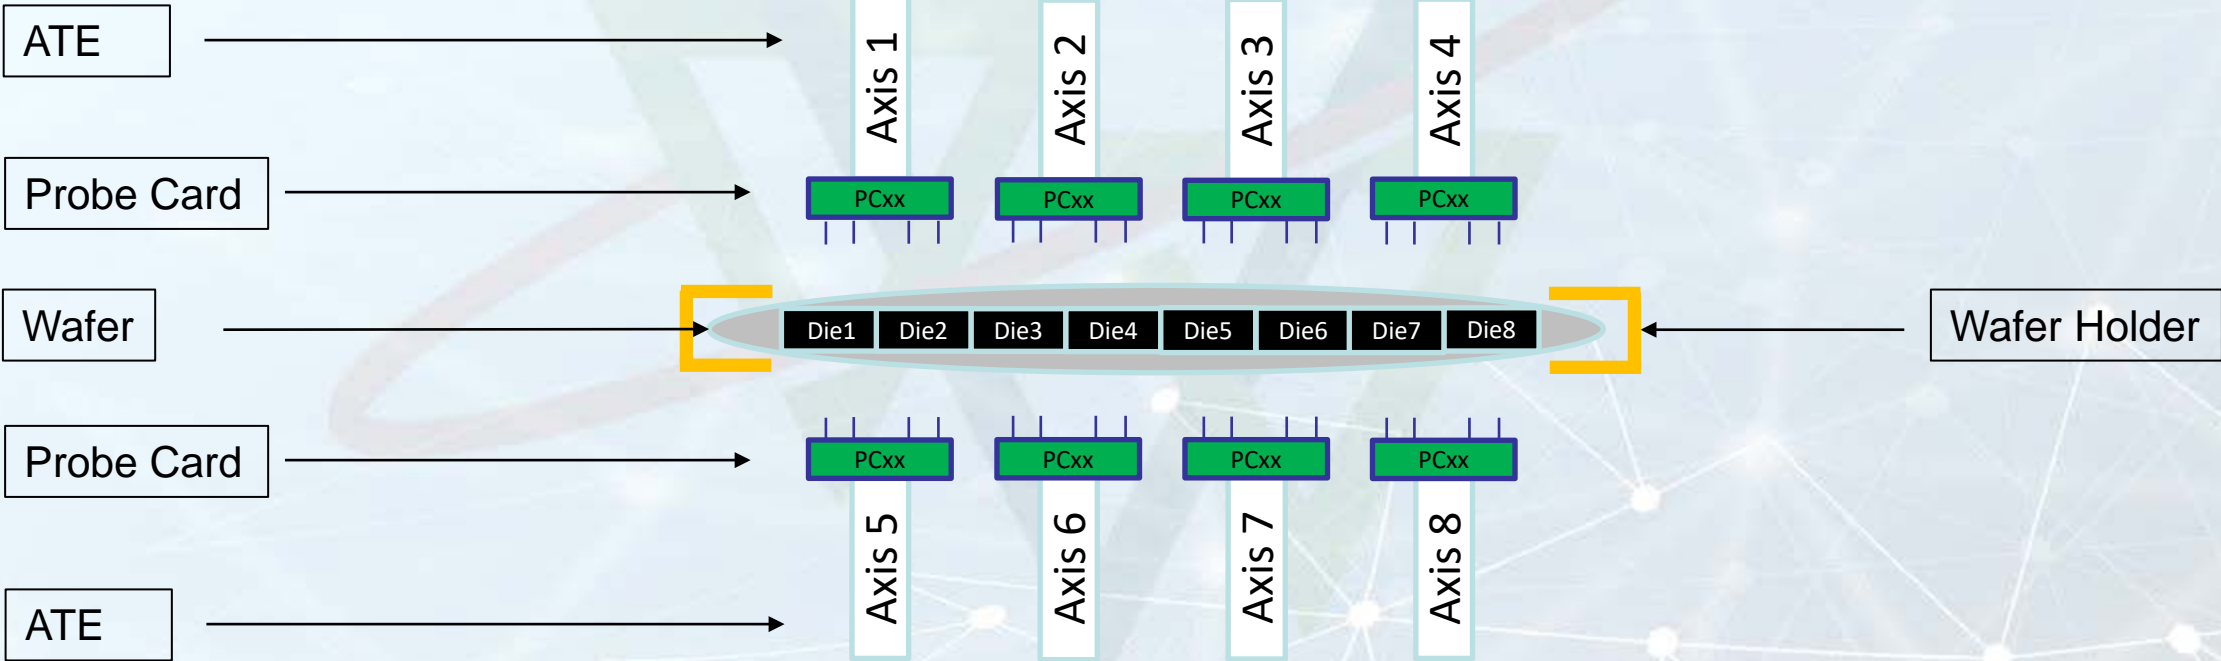 ATE
Axis 1
Axis 2
Axis 3
Axis 4
Probe Card
PCxx
PCxx
PCxx
PCxx
Wafer
Die1
Die2
Die3
Die4
Die5
Die6
Die7
Die8
Wafer Holder
Probe Card
PCxx
PCxx
PCxx
PCxx
ATE
Axis 5
Axis 6
Axis 7
Axis 8